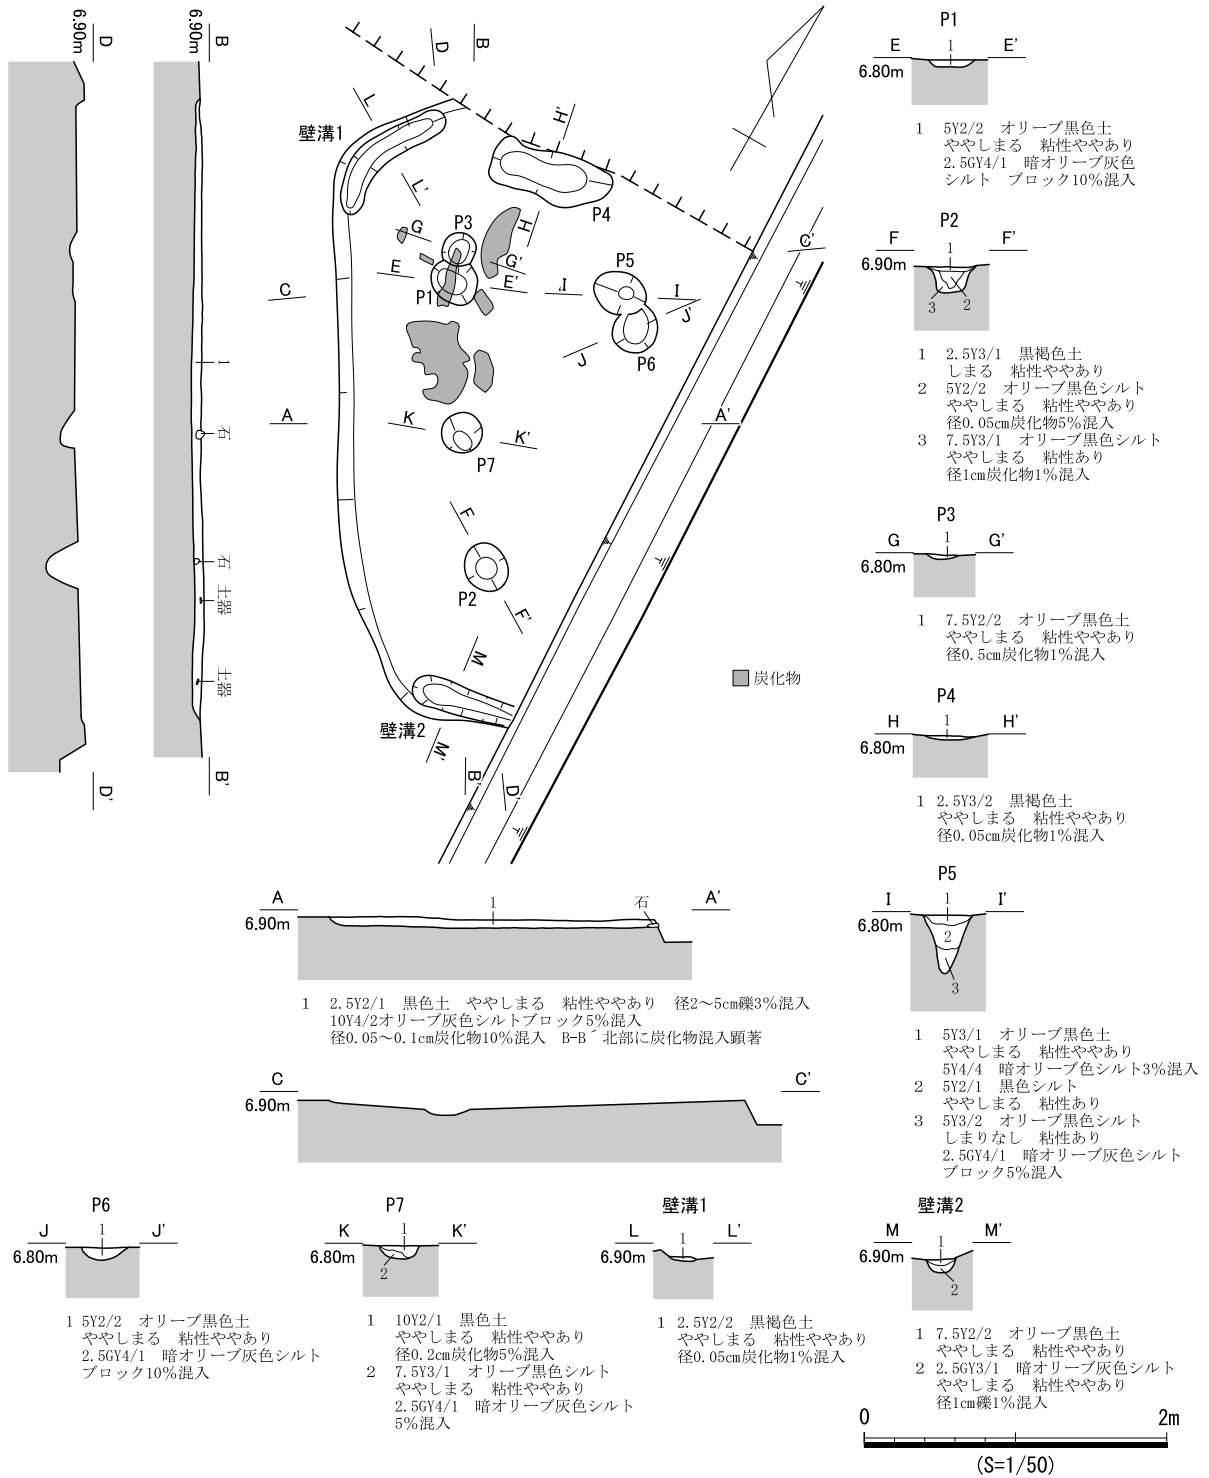 6.90m
D
D'
6.90m
B
1
石
石
土器
土器
B'
D
B
L
壁溝1
L'
H'
P4
H
G
P3
G'
E
P1
E'
C
C'
P5
I
I
J'
P6
J
A
A'
K
P7
K'
F
P2
F'
M
壁溝2
M'
B'
D'
炭化物
P1
E
1
E'
6.80m
1 5Y2/2 オリーブ黒色土
ややしまる 粘性ややあり
2.5GY4/1 暗オリーブ灰色
シルト ブロック10%混入
P2
F
1
F'
6.90m
3
2
1 2.5Y3/1 黒褐色土
しまる 粘性ややあり
2 5Y2/2 オリーブ黒色シルト
ややしまる 粘性ややあり
径0.05cm炭化物5%混入
3 7.5Y3/1 オリーブ黒色シルト
ややしまる 粘性あり
径1cm炭化物1%混入
P3
G
1
G'
6.80m
1 7.5Y2/2 オリーブ黒色土
ややしまる 粘性ややあり
径0.5cm炭化物1%混入
P4
H
1
H'
6.80m
1 2.5Y3/2 黒褐色土
ややしまる 粘性ややあり
径0.05cm炭化物1%混入
P5
I
1
I'
6.80m
2
3
1 5Y3/1 オリーブ黒色土
ややしまる 粘性ややあり
5Y4/4 暗オリーブ色シルト3%混入
2 5Y2/1 黒色シルト
ややしまる 粘性あり
3 5Y3/2 オリーブ黒色シルト
しまりなし 粘性あり
2.5GY4/1 暗オリーブ灰色シルト
ブロック5%混入
A
1
石
A'
6.90m
1 2.5Y2/1 黒色土 ややしまる 粘性ややあり 径2～5cm礫3%混入
10Y4/2オリーブ灰色シルトブロック5%混入
径0.05～0.1cm炭化物10%混入 B-B´北部に炭化物混入顕著
C
C'
6.90m
P6
J
1
J'
6.80m
1 5Y2/2 オリーブ黒色土
ややしまる 粘性ややあり
2.5GY4/1 暗オリーブ灰色シルト
ブロック10%混入
P7
K
1
K'
6.80m
2
1 10Y2/1 黒色土
ややしまる 粘性ややあり
径0.2cm炭化物5%混入
2 7.5Y3/1 オリーブ黒色シルト
ややしまる 粘性ややあり
2.5GY4/1 暗オリーブ灰色シルト
5%混入
壁溝1
L
1
L'
6.90m
1 2.5Y2/2 黒褐色土
ややしまる 粘性ややあり
径0.05cm炭化物1%混入
壁溝2
M
1
M'
6.90m
2
1 7.5Y2/2 オリーブ黒色土
ややしまる 粘性ややあり
2 2.5GY3/1 暗オリーブ灰色シルト
ややしまる 粘性ややあり
径1cm礫1%混入
0
2m
(S=1/50)